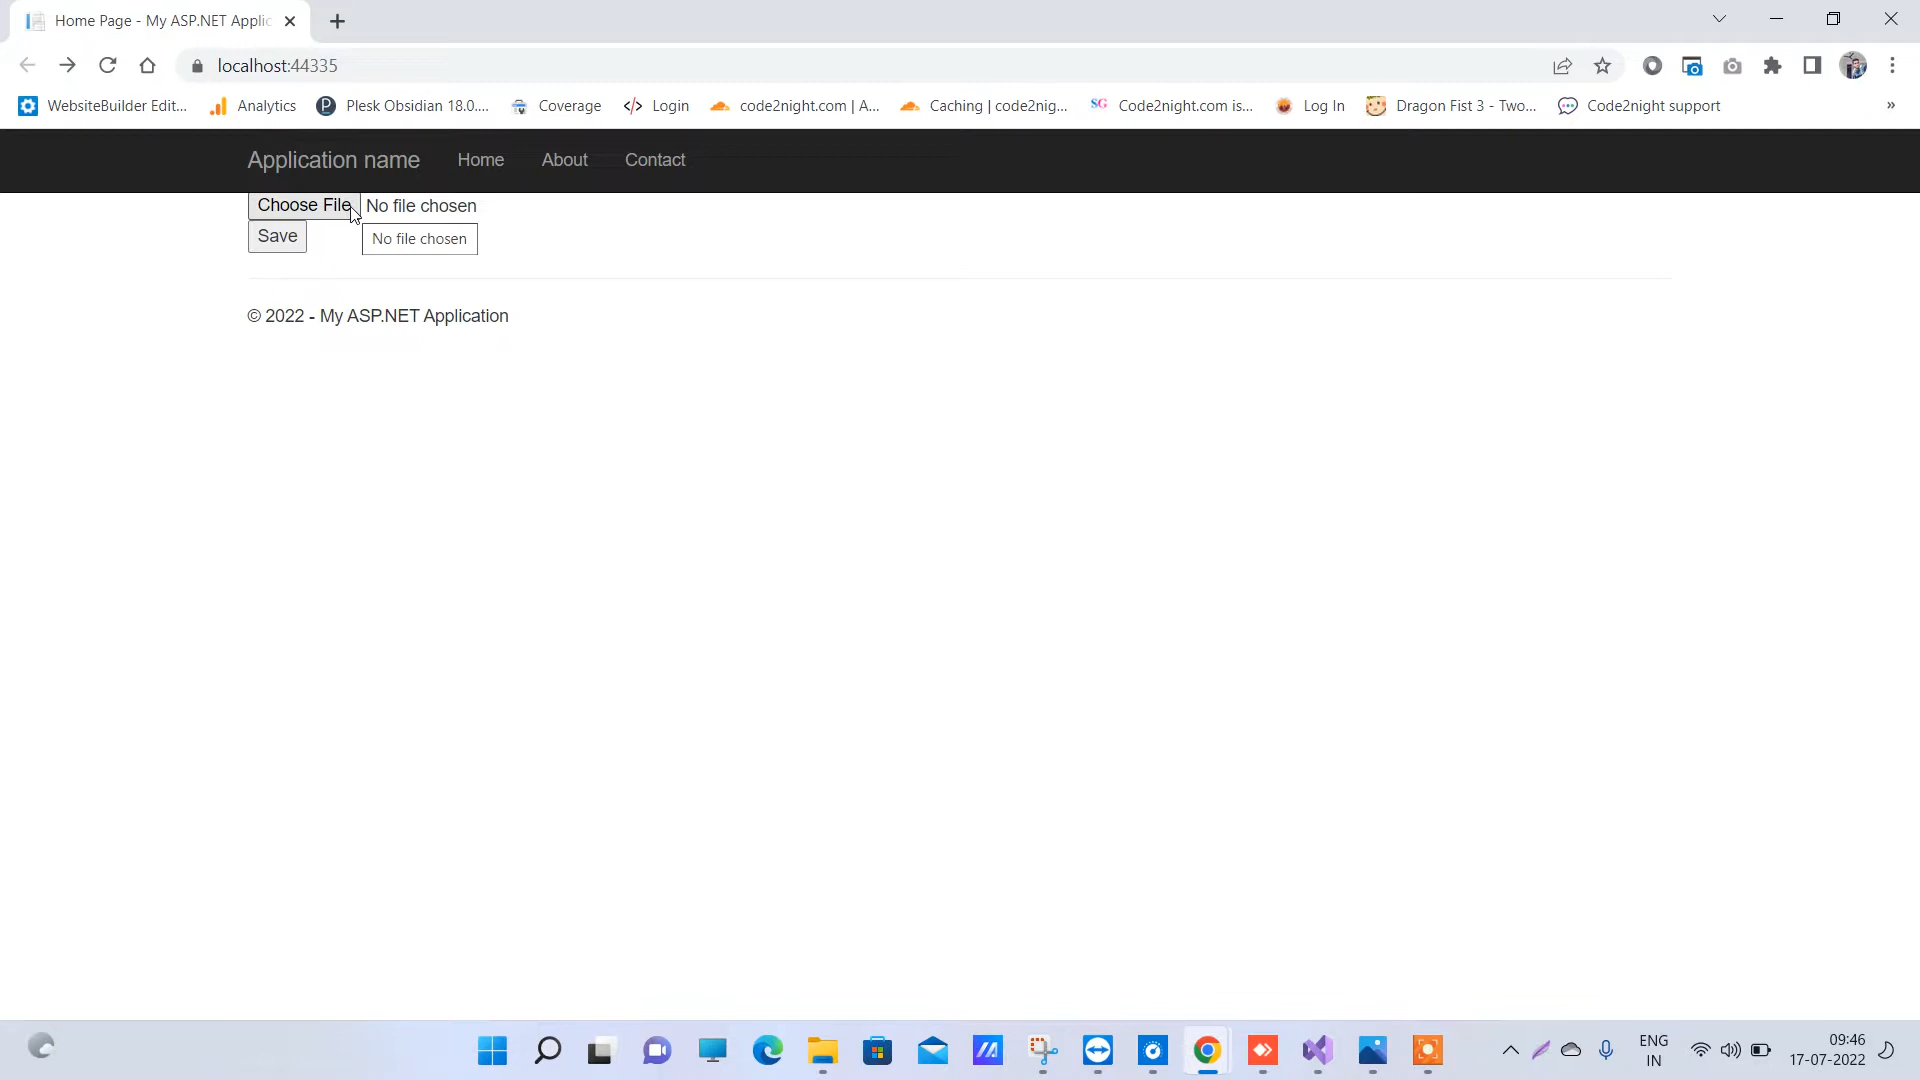 Home Page - My ASP.NET Applic
localhost:44335
WebsiteBuilder Edit... Analytics Plesk Obsidian 18.0.... Coverage Login code2night.com | A... Caching | code2nig... SG Code2night.com is... Log In Dragon Fist 3 - Two... Code2night support »
Application name Home About Contact
Choose File No file chosen
Save No file chosen
© 2022 - My ASP.NET Application
ENG 09:46
IN 17-07-2022